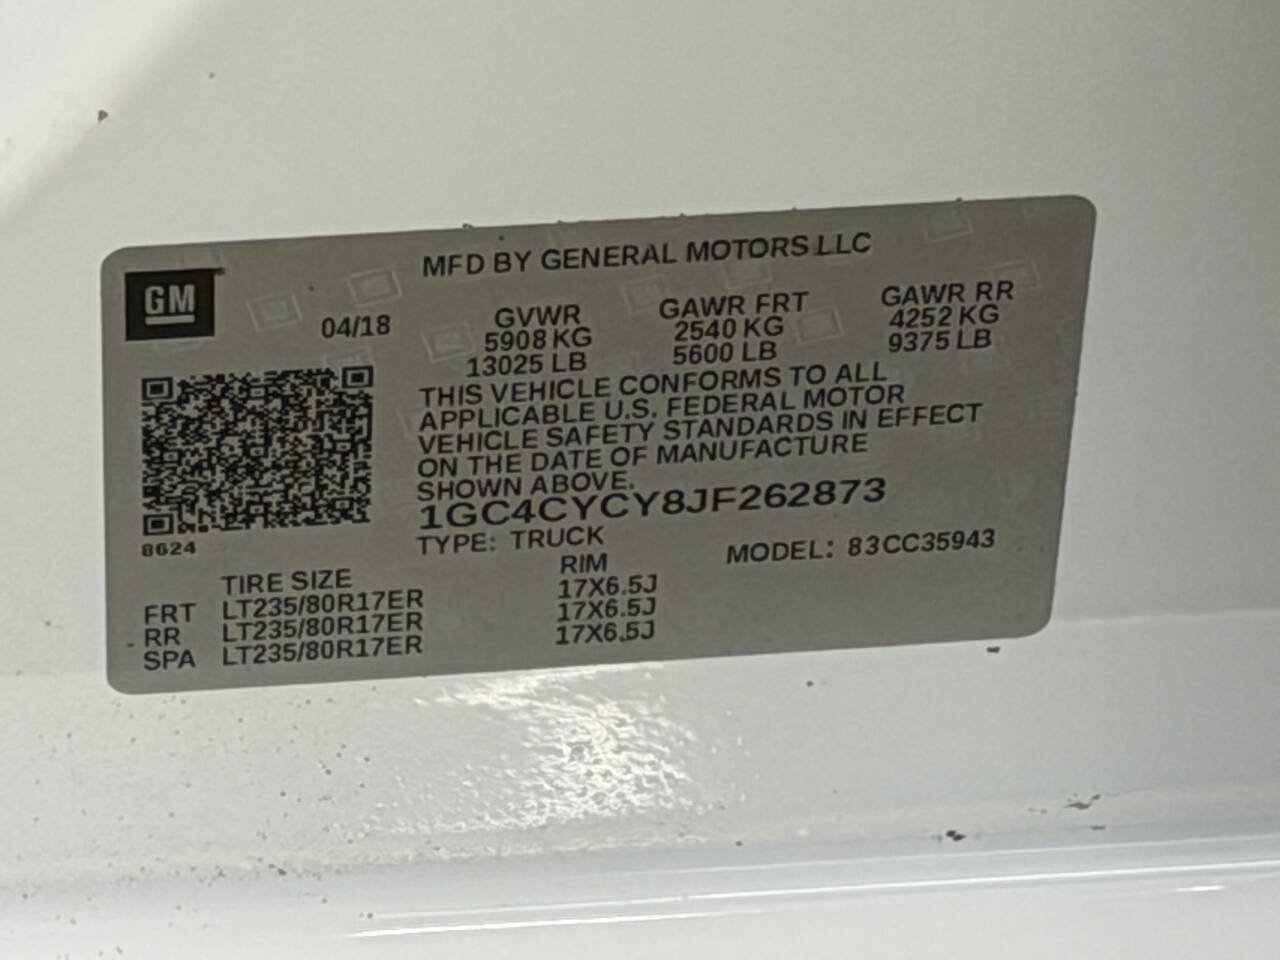 MFD BY GENERAL MOTORS LLC
GM
04/18 GVWR GAWR FRT GAWR RR
5908 KG 2540 KG 4252 KG
13025 LB 5600 LB 9375 LB
THIS VEHICLE CONFORMS TO ALL
APPLICABLE U.S. FEDERAL MOTOR
VEHICLE SAFETY STANDARDS IN EFFECT
ON THE DATE OF MANUFACTURE
SHOWN ABOVE.
1GC4CYCY8JF262873
8624
TYPE: TRUCK MODEL: 83CC35943
TIRE SIZE RIM
FRT LT235/80R17ER 17X6.5J
RR LT235/80R17ER 17X6.5J
SPA LT235/80R17ER 17X6.5J